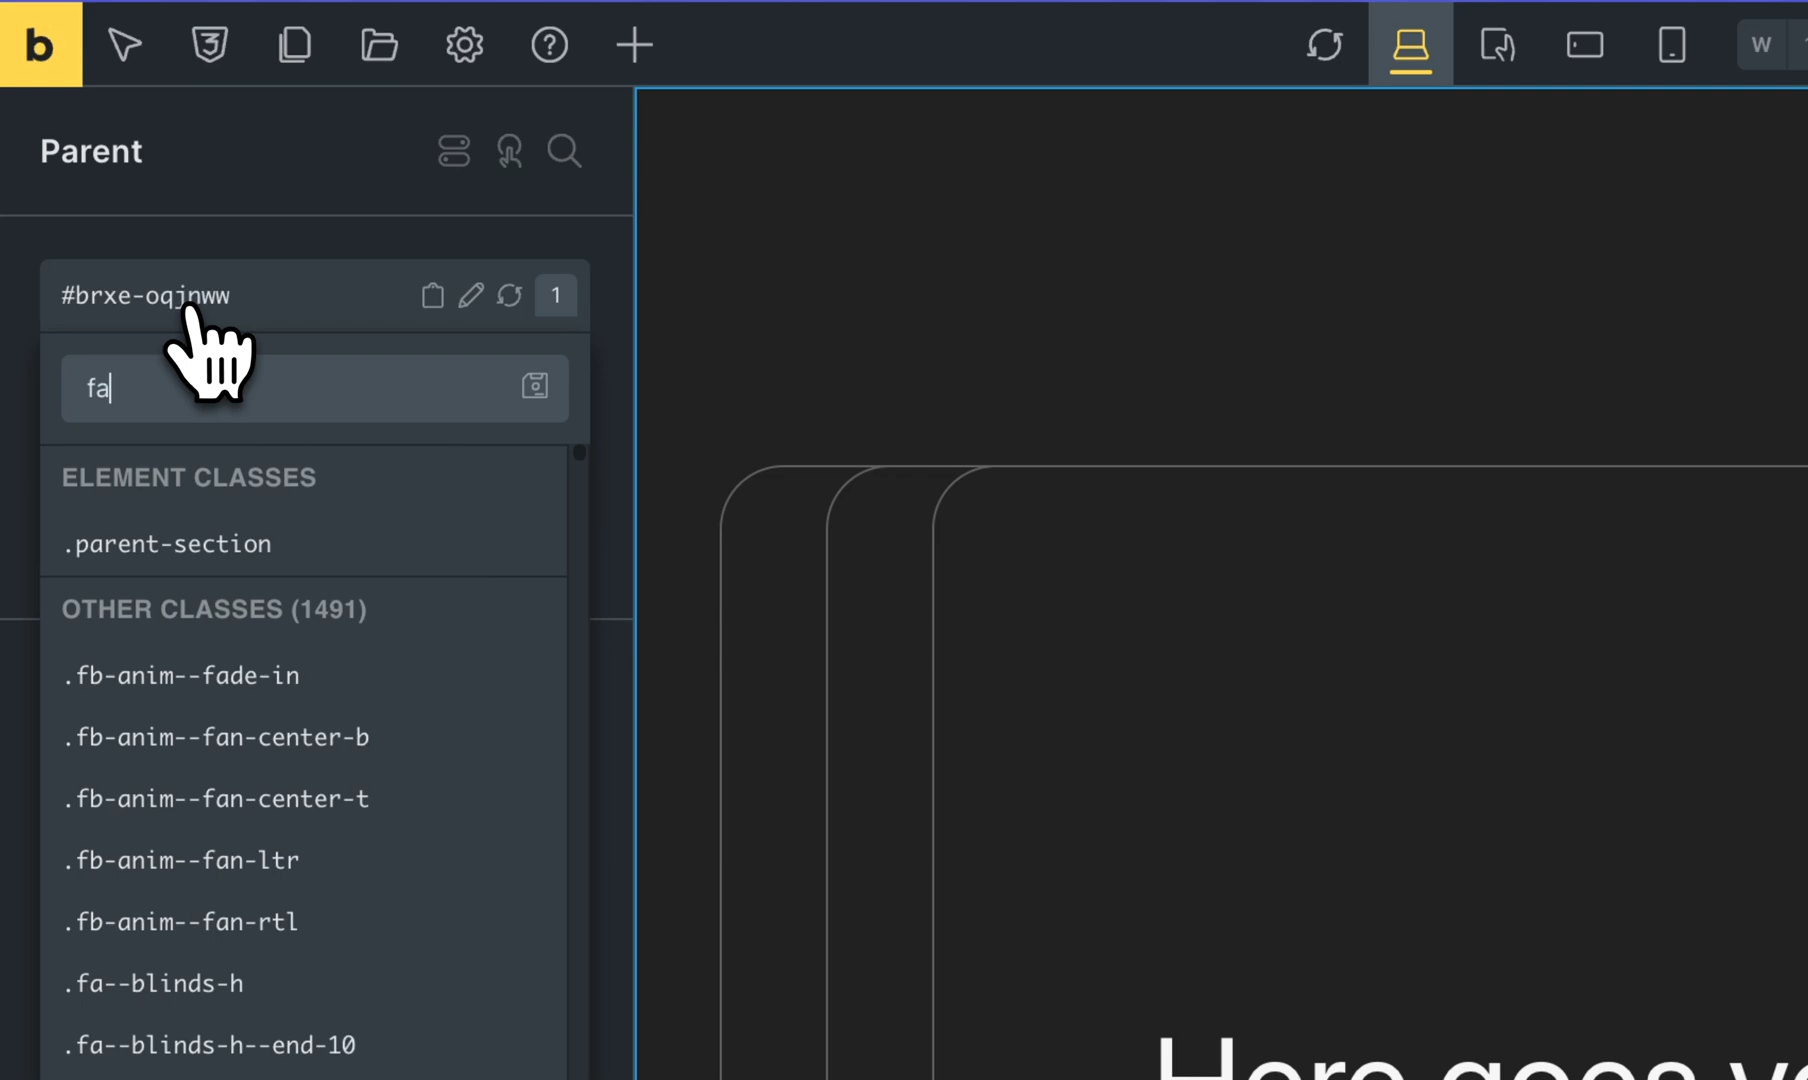 b
W
Parent
#brxe-oqjnww
1
fa
ELEMENT CLASSES
.parent-section
OTHER CLASSES (1491)
.fb-anim--fade-in
.fb-anim--fan-center-b
.fb-anim--fan-center-t
.fb-anim--fan-ltr
.fb-anim--fan-rtl
.fa--blinds-h
.fa--blinds-h--end-10
Here goes